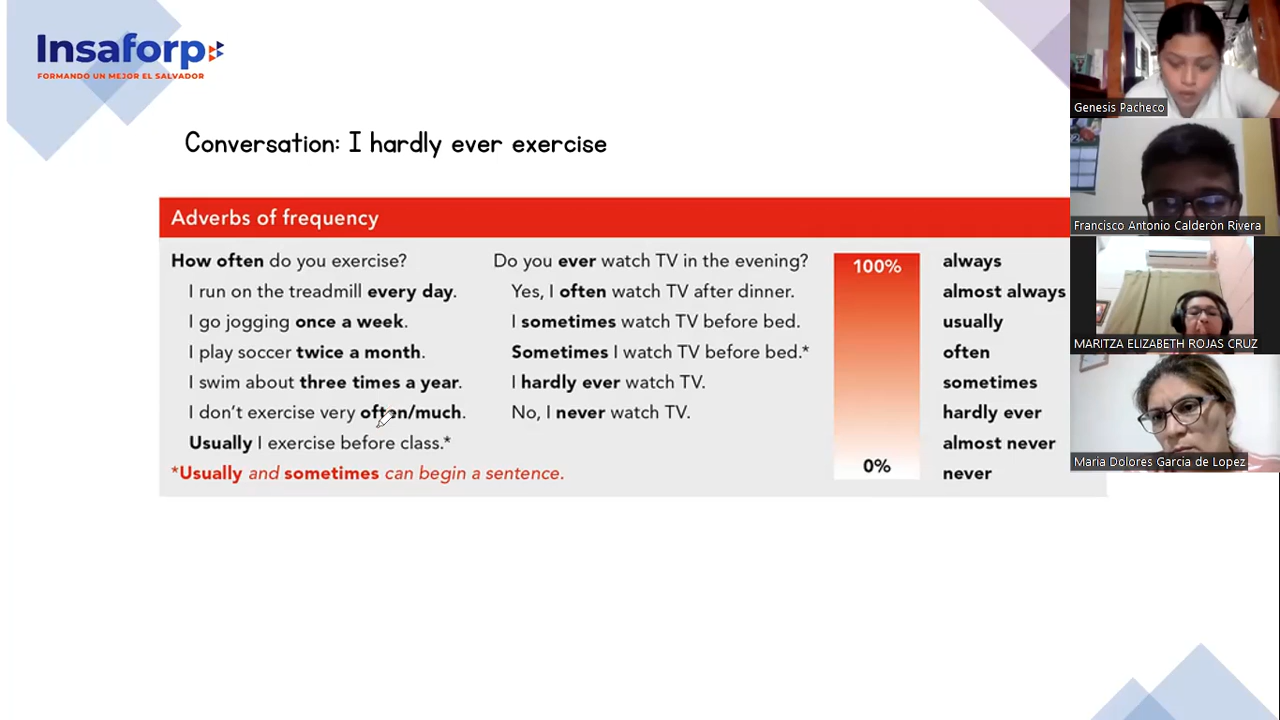 Insaforp
FORMANDO UN MEJOR EL SALVADOR
Conversation: I hardly ever exercise
Adverbs of frequency
How often do you exercise?
I run on the treadmill every day.
I go jogging once a week.
I play soccer twice a month.
I swim about three times a year.
I don't exercise very often/much.
Usually I exercise before class.*
*Usually and sometimes can begin a sentence.
Do you ever watch TV in the evening?
Yes, I often watch TV after dinner.
I sometimes watch TV before bed.
Sometimes I watch TV before bed.*
I hardly ever watch TV.
No, I never watch TV.
100%
0%
always
almost always
usually
often
sometimes
hardly ever
almost never
never
Genesis Pacheco
Francisco Antonio Calderòn Rivera
MARITZA ELIZABETH ROJAS CRUZ
Maria Dolores Garcia de Lopez